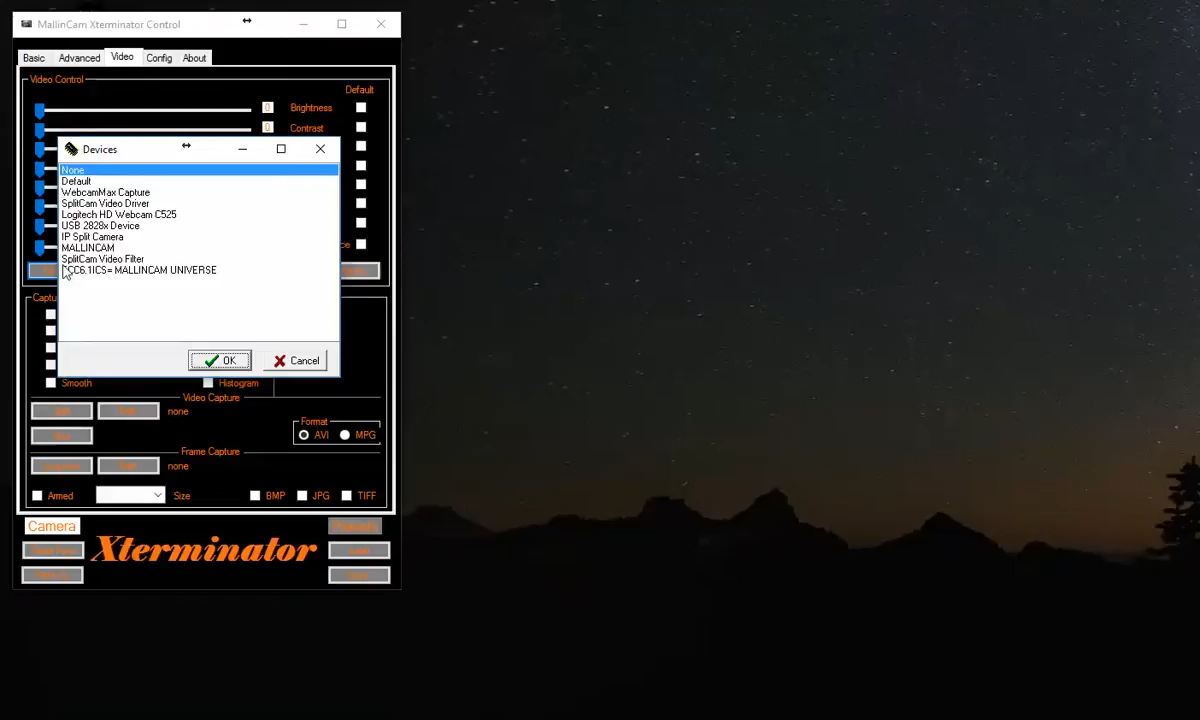 MallinCam Xterminator Control
Basic Advanced Video Config About
Video Control
Default
0 Brightness
0 Contrast
Devices
None
Default
WebcamMax Capture
SplitCam Video Driver
Logitech HD Webcam C525
USB 2828x Device
IP Split Camera
MALLINCAM
SplitCam Video Filter
CC6.1ICS= MALLINCAM UNIVERSE
OK Cancel
Smooth Histogram
Video Capture
none
Format
AVI MPG
Frame Capture
none
Armed Size BMP JPG TIFF
Camera
Xterminator